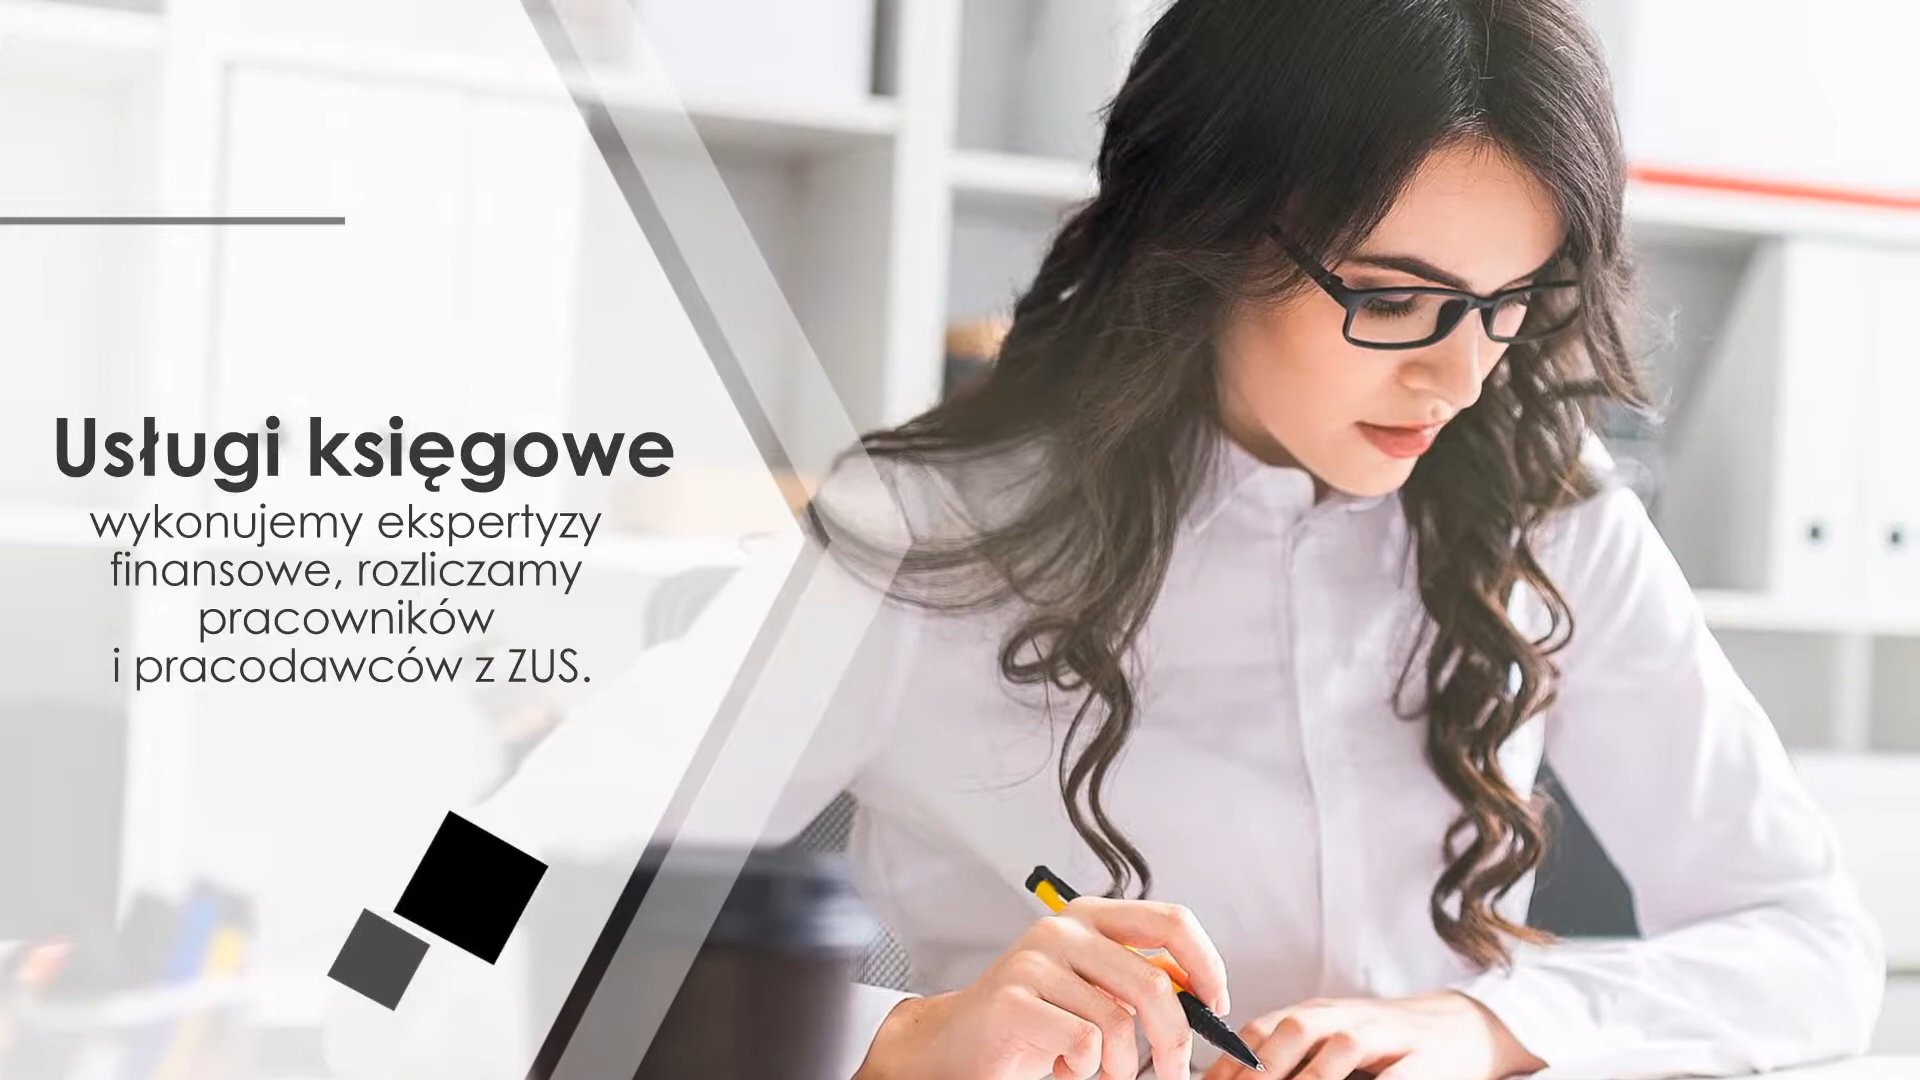 Usługi księgowe
wykonujemy ekspertyzy
finansowe, rozliczamy
pracowników
i pracodawców z ZUS.